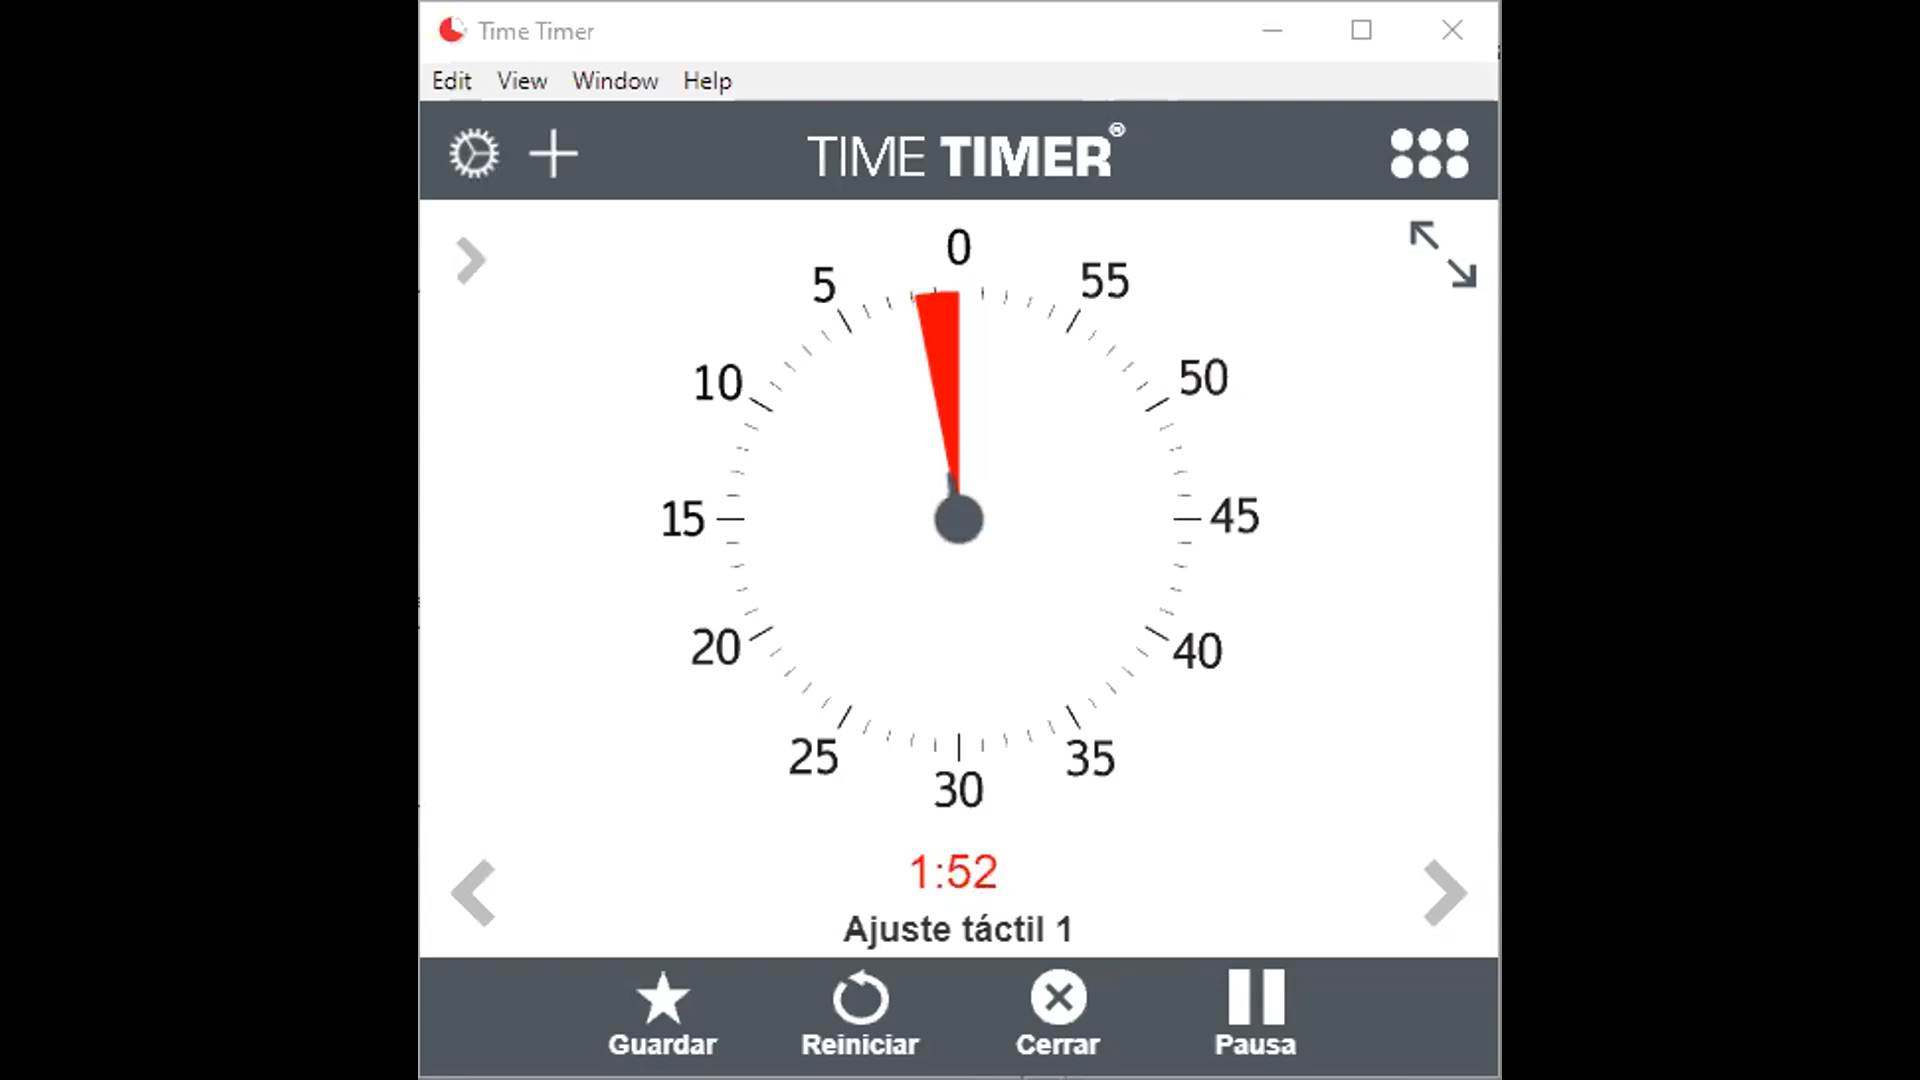 Time Timer
Edit View Window Help
TIME TIMER®
0
5
55
10
50
15
45
20
40
25
35
30
1:52
Ajuste táctil 1
Guardar Reiniciar Cerrar Pausa